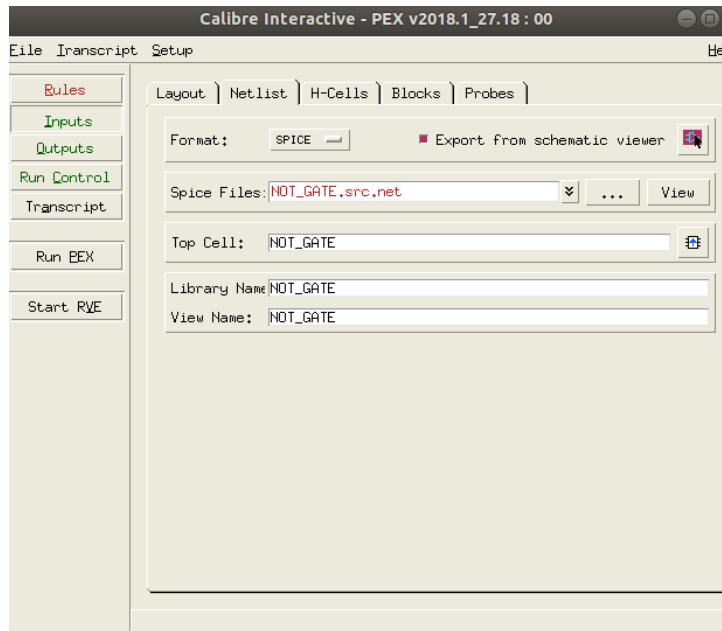 Calibre Interactive - PEX v2018.1_27.18 : 00
File Transcript Setup He
Rules
Inputs
Outputs
Run Control
Transcript
Run PEX
Start RVE
Layout Netlist H-Cells Blocks Probes
Format: SPICE Export from schematic viewer
Spice Files: NOT_GATE.src.net ... View
Top Cell: NOT_GATE
Library Name NOT_GATE
View Name: NOT_GATE